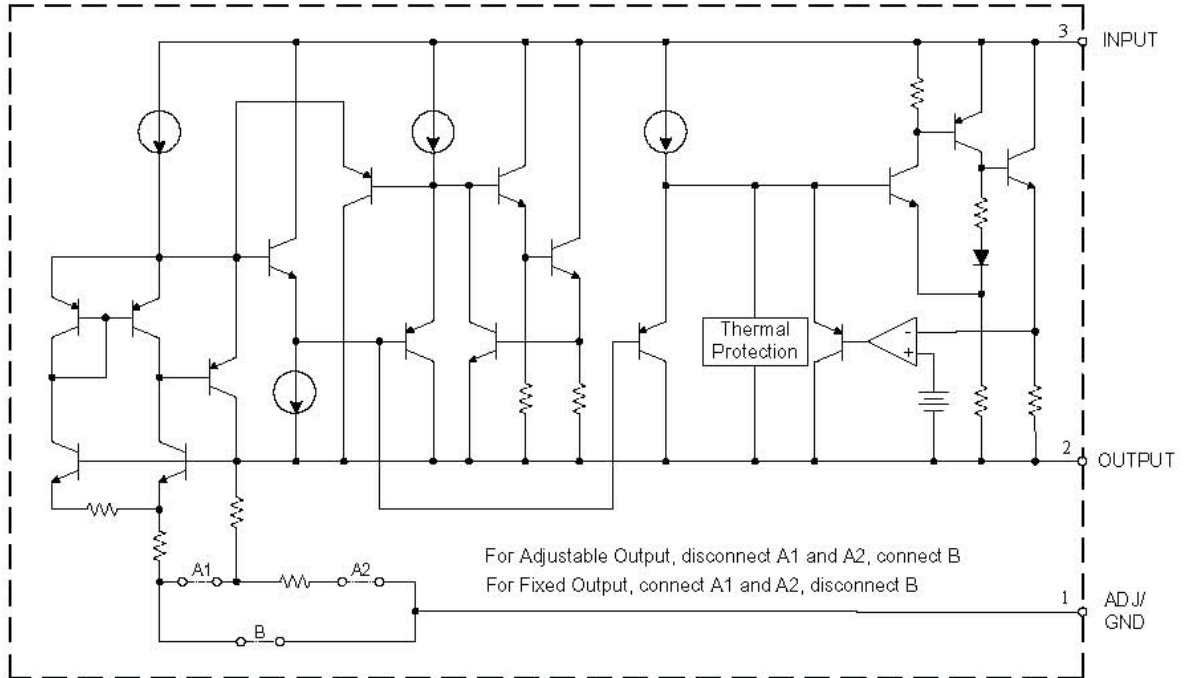 3 INPUT
Thermal
Protection
-
+
2 OUTPUT
For Adjustable Output, disconnect A1 and A2, connect B
For Fixed Output, connect A1 and A2, disconnect B
A1
A2
1 ADJ/
GND
B